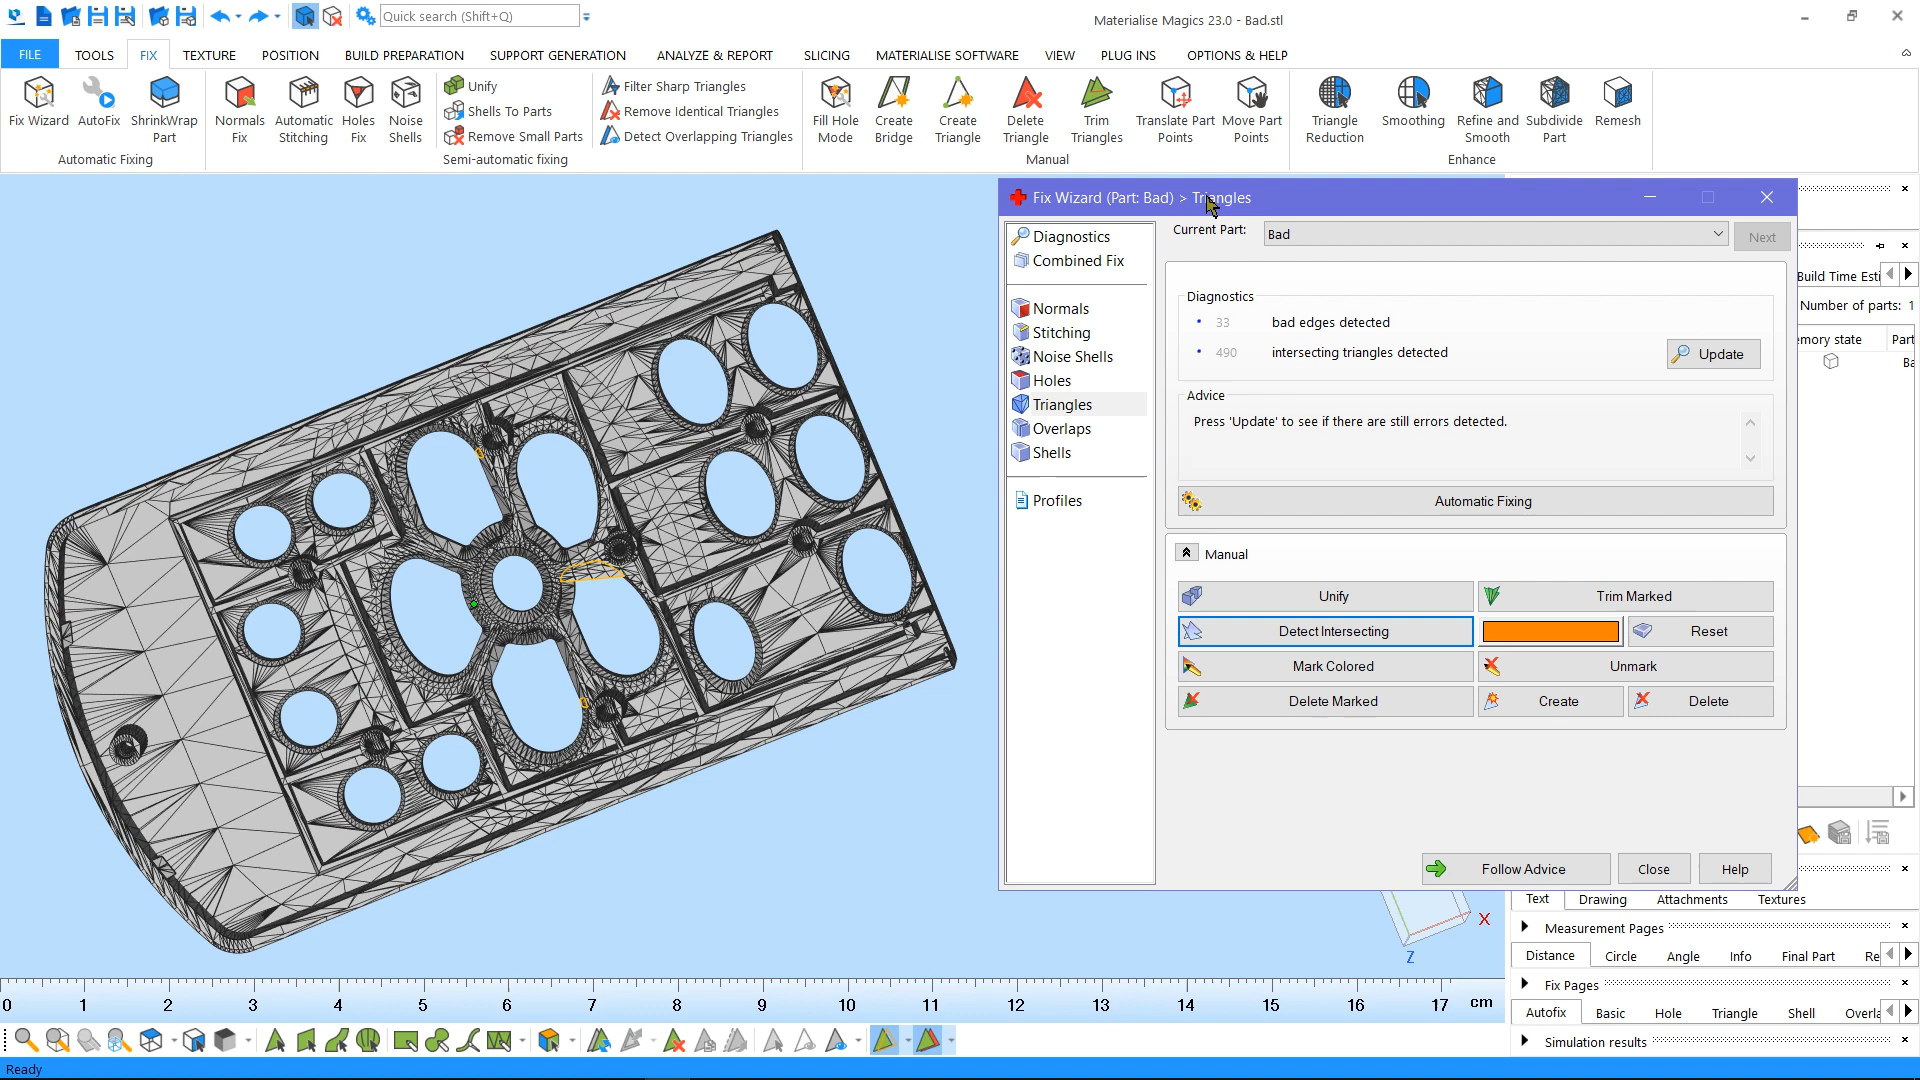 Quick search (Shift+Q)
Materialise Magics 23.0 - Bad.stl
FILE TOOLS FIX TEXTURE POSITION BUILD PREPARATION SUPPORT GENERATION ANALYZE & REPORT SLICING MATERIALISE SOFTWARE VIEW PLUG INS OPTIONS & HELP
Fix Wizard
AutoFix
ShrinkWrap
Part
Automatic Fixing
Normals
Fix
Automatic
Stitching
Holes
Fix
Noise
Shells
Unify
Shells To Parts
Remove Small Parts
Filter Sharp Triangles
Remove Identical Triangles
Detect Overlapping Triangles
Semi-automatic fixing
Fill Hole
Mode
Create
Bridge
Create
Triangle
Delete
Triangle
Trim
Triangles
Translate Part
Points
Move Part
Points
Manual
Triangle
Reduction
Smoothing
Refine and
Smooth
Subdivide
Part
Remesh
Enhance
Fix Wizard (Part: Bad) > Triangles
Diagnostics
Combined Fix
Normals
Stitching
Noise Shells
Holes
Triangles
Overlaps
Shells
Profiles
Current Part: Bad Next
Diagnostics
33 bad edges detected
490 intersecting triangles detected
Update
Advice
Press 'Update' to see if there are still errors detected.
Automatic Fixing
Manual
Unify Trim Marked
Detect Intersecting Reset
Mark Colored Unmark
Delete Marked Create Delete
Follow Advice Close Help
Build Time Esti
Number of parts: 1
emory state Part
Ba
X
Z
Text Drawing Attachments Textures
Measurement Pages
Distance Circle Angle Info Final Part Re
Fix Pages
Autofix Basic Hole Triangle Shell Overla
Simulation results
0 1 2 3 4 5 6 7 8 9 10 11 12 13 14 15 16 17 cm
Ready